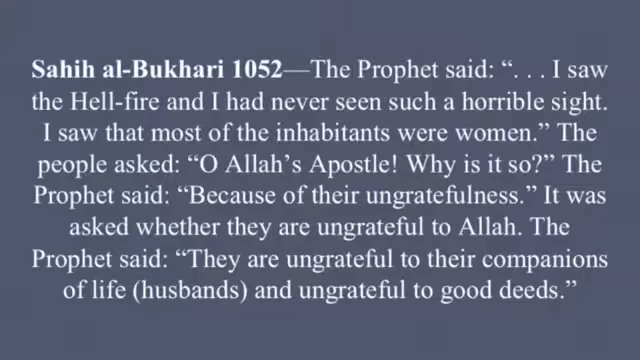 Sahih al-Bukhari 1052—The Prophet said: “. . . I saw
the Hell-fire and I had never seen such a horrible sight.
I saw that most of the inhabitants were women.” The
people asked: “O Allah’s Apostle! Why is it so?” The
Prophet said: “Because of their ungratefulness.” It was
asked whether they are ungrateful to Allah. The
Prophet said: “They are ungrateful to their companions
of life (husbands) and ungrateful to good deeds.”